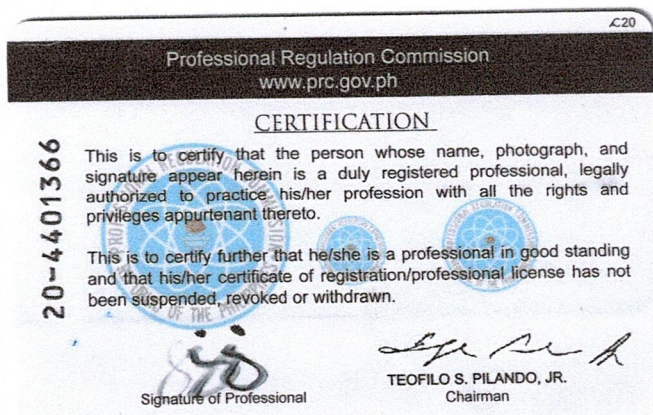 C20
Professional Regulation Commission
www.prc.gov.ph
CERTIFICATION
20-4401366
This is to certify that the person whose name, photograph, and
signature appear herein is a duly registered professional, legally
authorized to practice his/her profession with all the rights and
privileges appurtenant thereto.
This is to certify further that he/she is a professional in good standing
and that his/her certificate of registration/professional license has not
been suspended, revoked or withdrawn.
Signature of Professional
TEOFILO S. PILANDO, JR.
Chairman